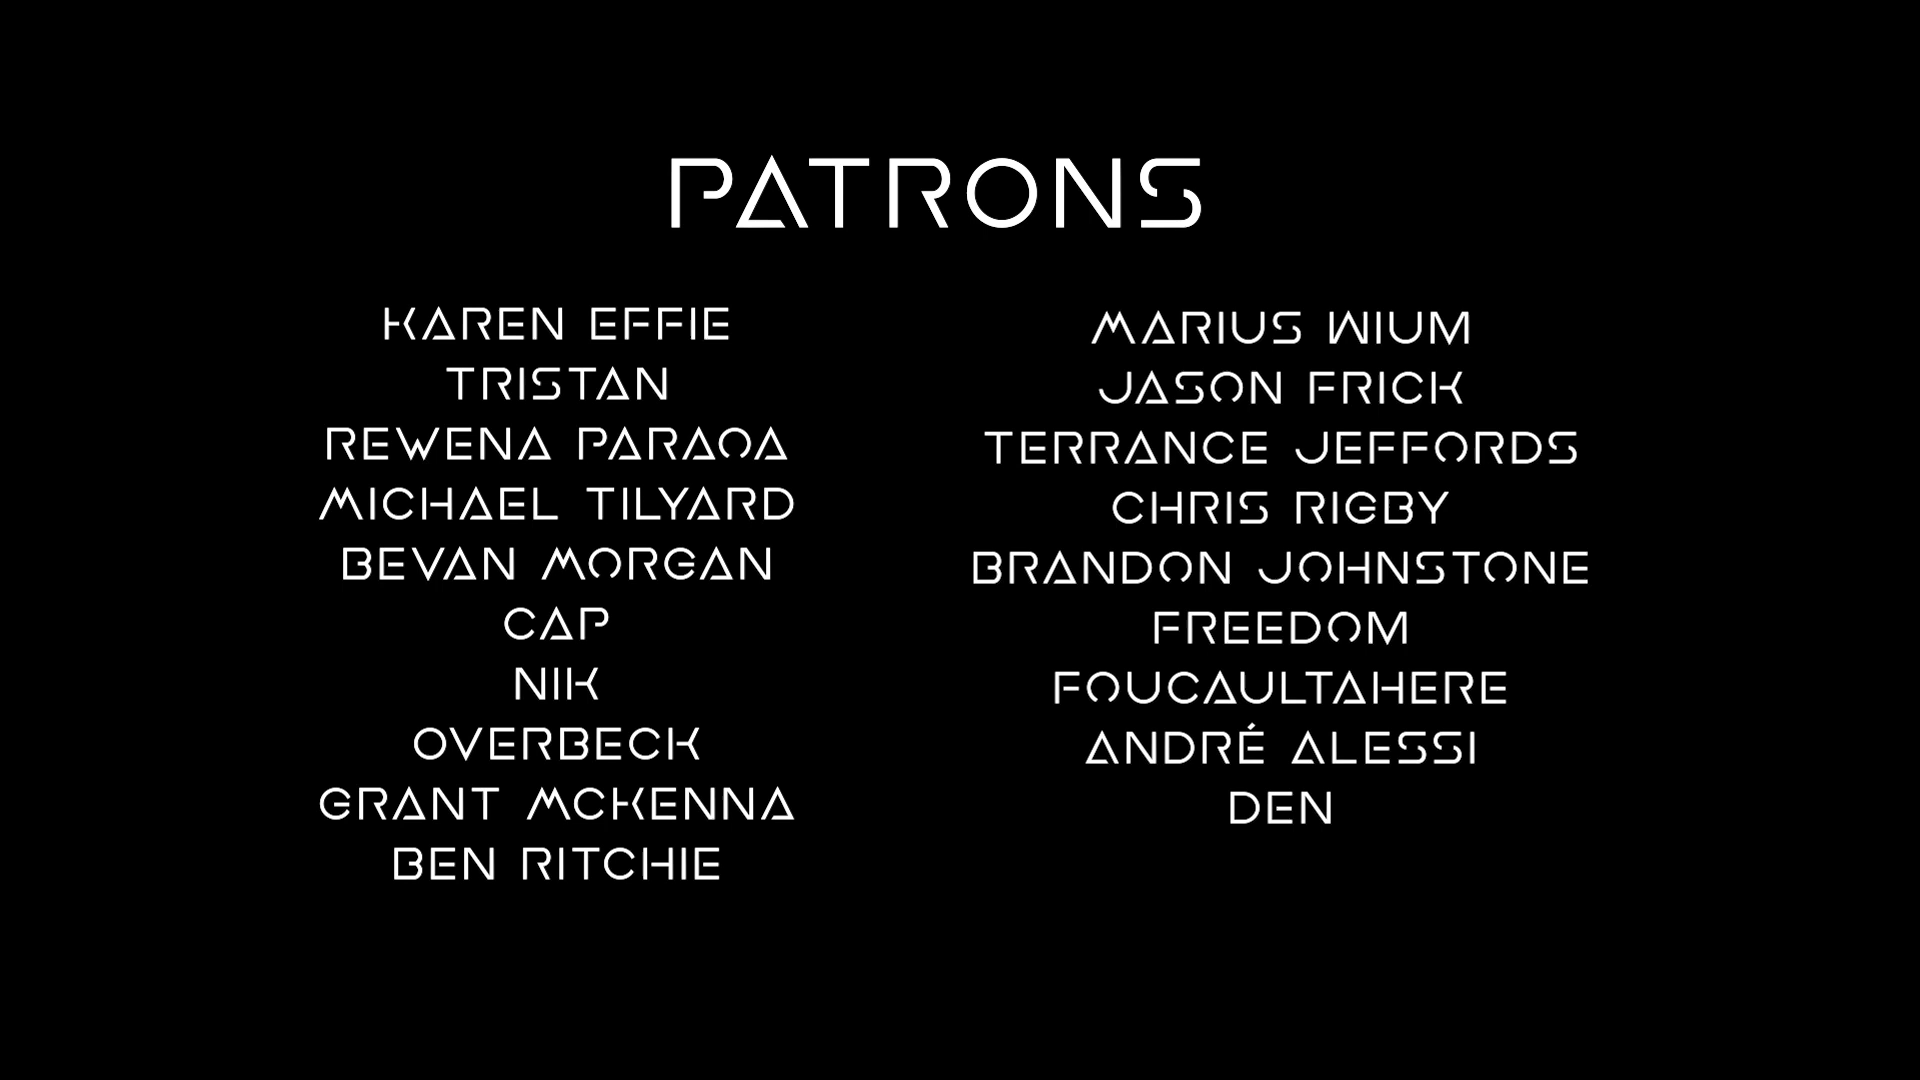 PATRONS
KAREN EFFIE
TRISTAN
REWENA PARAOA
MICHAEL TILYARD
BEVAN MORGAN
CAP
NIK
OVERBECK
GRANT MCKENNA
BEN RITCHIE
MARIUS WIUM
JASON FRICK
TERRANCE JEFFORDS
CHRIS RIGBY
BRANDON JOHNSTONE
FREEDOM
FOUCAULTAHERE
ANDRÉ ALESSI
DEN